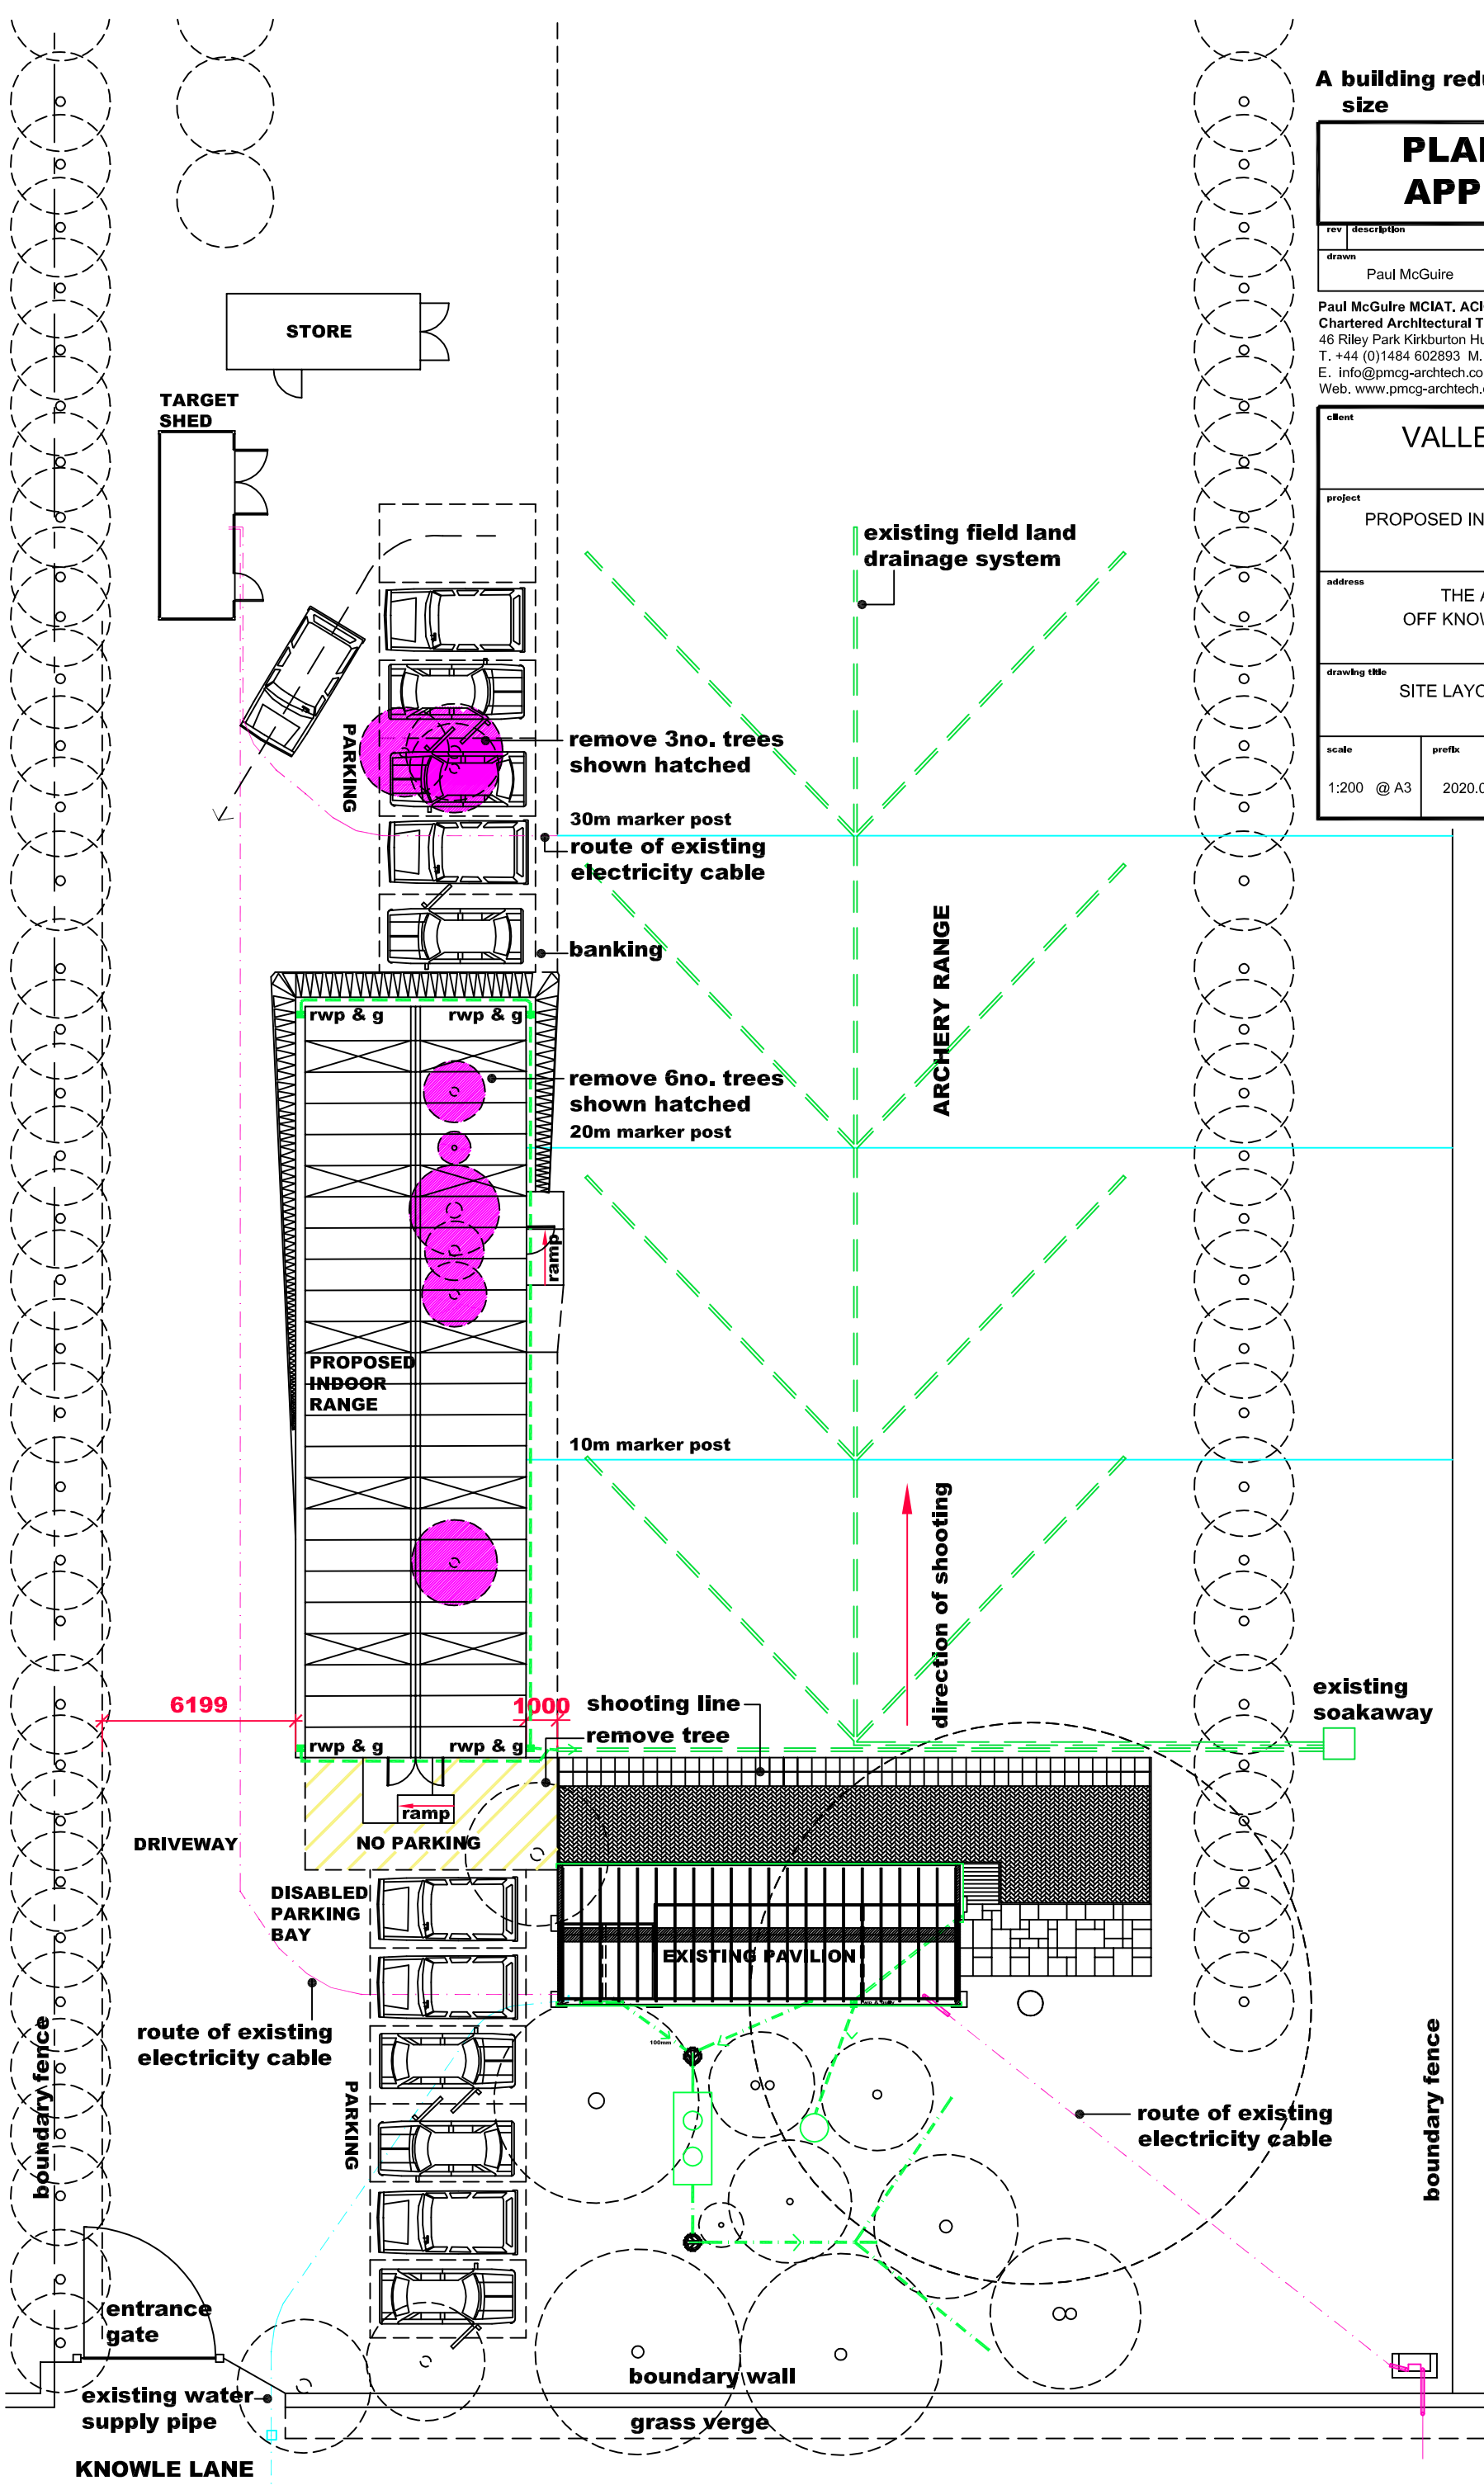 A building
size
PLA
APP
rev description
drawn
Paul McGuire
Paul McGuire MCIAT. ACI
Chartered Architectural T
46 Riley Park Kirkburton Hu
T. +44 (0)1484 602893 M.
E. info@pmcg-archtech.co
Web. www.pmcg-archtech.
client
VALLE
project
PROPOSED IN
address
THE A
OFF KNOW
drawing title
SITE LAYO
scale
prefix
1:200 @ A3
2020.0
STORE
TARGET
SHED
existing field land
drainage system
PARKING
remove 3no. trees
shown hatched
30m marker post
route of existing
electricity cable
banking
ARCHERY RANGE
rwp & g
rwp & g
remove 6no. trees
shown hatched
20m marker post
ramp
PROPOSED
INDOOR
RANGE
10m marker post
direction of shooting
6199
1000
shooting line
remove tree
existing
soakaway
rwp & g
rwp & g
ramp
NO PARKING
DRIVEWAY
DISABLED
PARKING
BAY
EXISTING PAVILION
route of existing
electricity cable
100mm
boundary fence
PARKING
route of existing
electricity cable
boundary fence
entrance
gate
boundary wall
existing water
supply pipe
grass verge
KNOWLE LANE